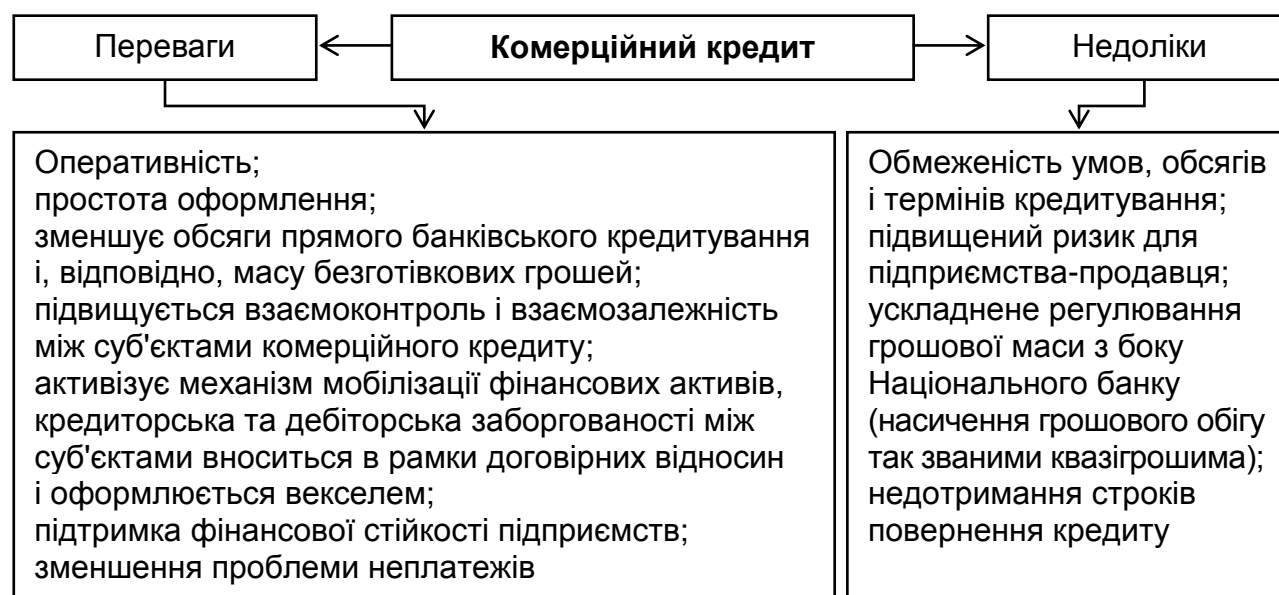 Переваги
Комерційний кредит
Недоліки
Оперативність;
простота оформлення;
зменшує обсяги прямого банківського кредитування
і, відповідно, масу безготівкових грошей;
підвищується взаємоконтроль і взаємозалежність
між суб'єктами комерційного кредиту;
активізує механізм мобілізації фінансових активів,
кредиторська та дебіторська заборгованості між
суб'єктами вноситься в рамки договірних відносин
і оформлюється векселем;
підтримка фінансової стійкості підприємств;
зменшення проблеми неплатежів
Обмеженість умов, обсягів
і термінів кредитування;
підвищений ризик для
підприємства-продавця;
ускладнене регулювання
грошової маси з боку
Національного банку
(насичення грошового обігу
так званими квазігрошима);
недотримання строків
повернення кредиту